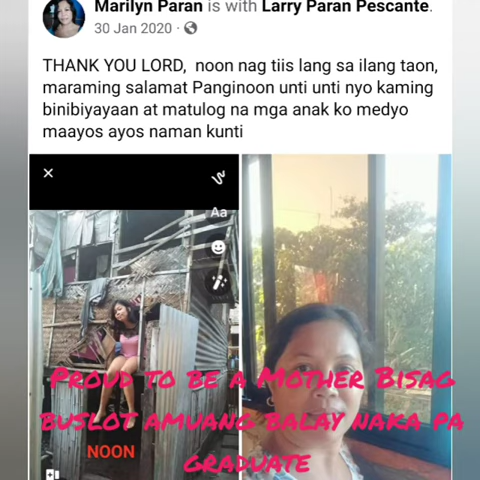 Marilyn Paran is with Larry Paran Pescante.
30 Jan 2020 ·
THANK YOU LORD, noon nag tiis lang sa ilang taon,
maraming salamat Panginoon unti unti nyo kaming
binibiyayaan at matulog na mga anak ko medyo
maayos ayos naman kunti
Aa
Proud to be a Mother Bisag
buslot amuang balay naka pa
graduate
NOON